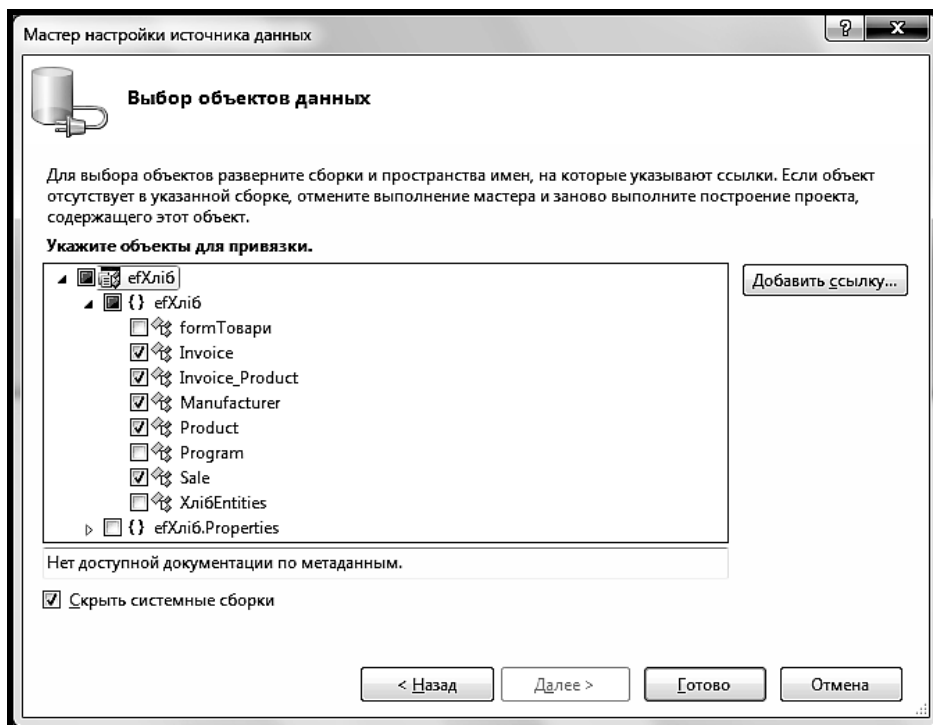 Мастер настройки источника данных
Выбор объектов данных
Для выбора объектов разверните сборки и пространства имен, на которые указывают ссылки. Если объект
отсутствует в указанной сборке, отмените выполнение мастера и заново выполните построение проекта,
содержащего этот объект.
Укажите объекты для привязки.
efХліб
Добавить ссылку...
{} efХліб
formТовари
Invoice
Invoice_Product
Manufacturer
Product
Program
Sale
ХлібEntities
{} efХліб.Properties
Нет доступной документации по метаданным.
Скрыть системные сборки
< Назад
Далее >
Готово
Отмена